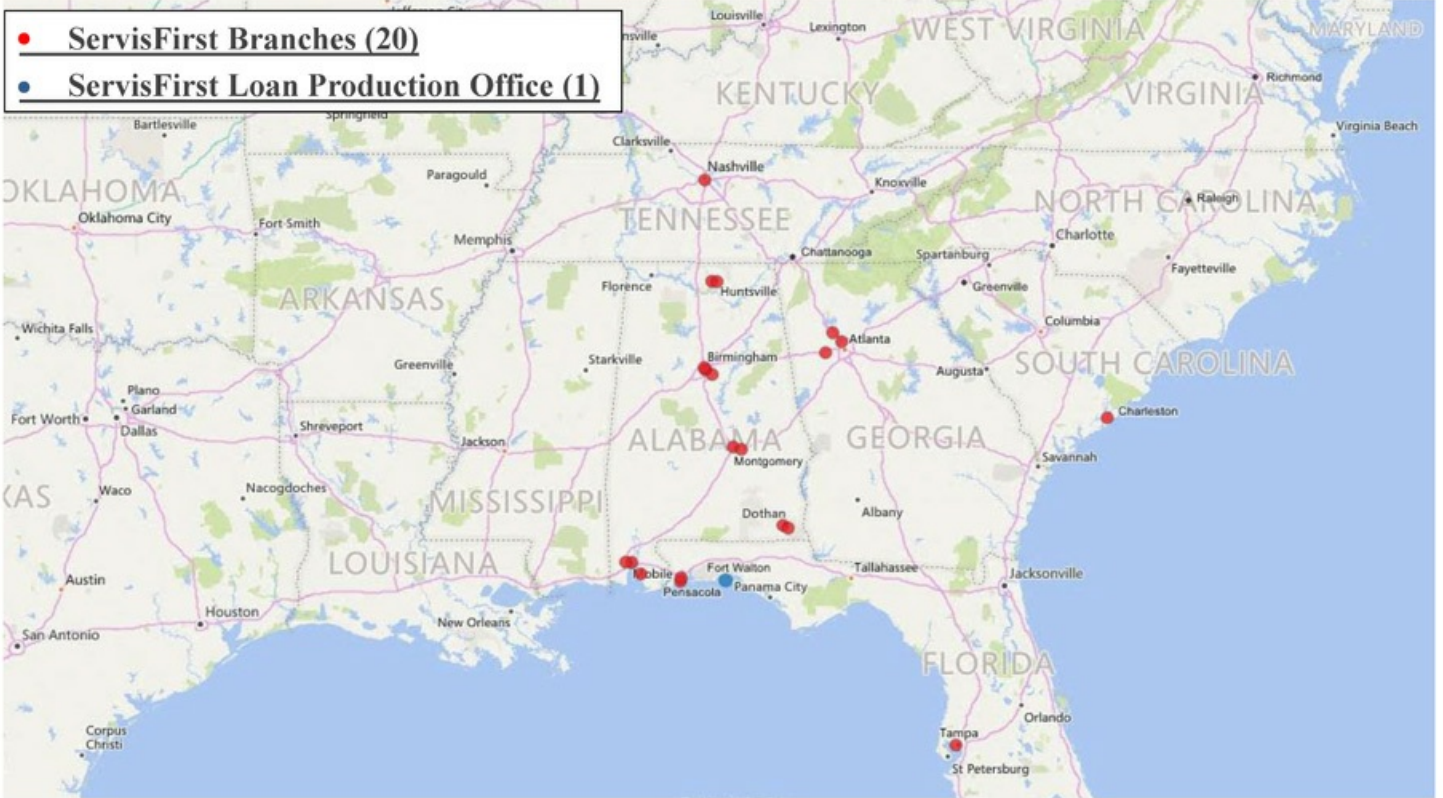 ServisFirst Branches (20)
ServisFirst Loan Production Office (1)
Louisville
Lexington
WEST VIRGINIA
MARYLAND
nsville
KENTUCKY
VIRGINIA
Richmond
Springfield
Bartlesville
Virginia Beach
Clarksville
Nashville
Paragould
Knoxville
OKLAHOMA
NORTH CAROLINA
Raleigh
Oklahoma City
Fort Smith
TENNESSEE
Memphis
Charlotte
Chattanooga
Spartanburg
Fayetteville
Florence
Huntsville
Greenville
ARKANSAS
Wichita Falls
Columbia
Atlanta
Starkville
Birmingham
Greenville
SOUTH CAROLINA
Augusta
Plano
Garland
Fort Worth
Dallas
Shreveport
Charleston
Jackson
ALABAMA
GEORGIA
Montgomery
Savannah
Waco
Nacogdoches
XAS
MISSISSIPPI
Dothan
Albany
LOUISIANA
Mobile
Fort Walton
Tallahassee
Jacksonville
Austin
Pensacola
Panama City
Houston
New Orleans
San Antonio
FLORIDA
Orlando
Corpus
Christi
Tampa
St Petersburg